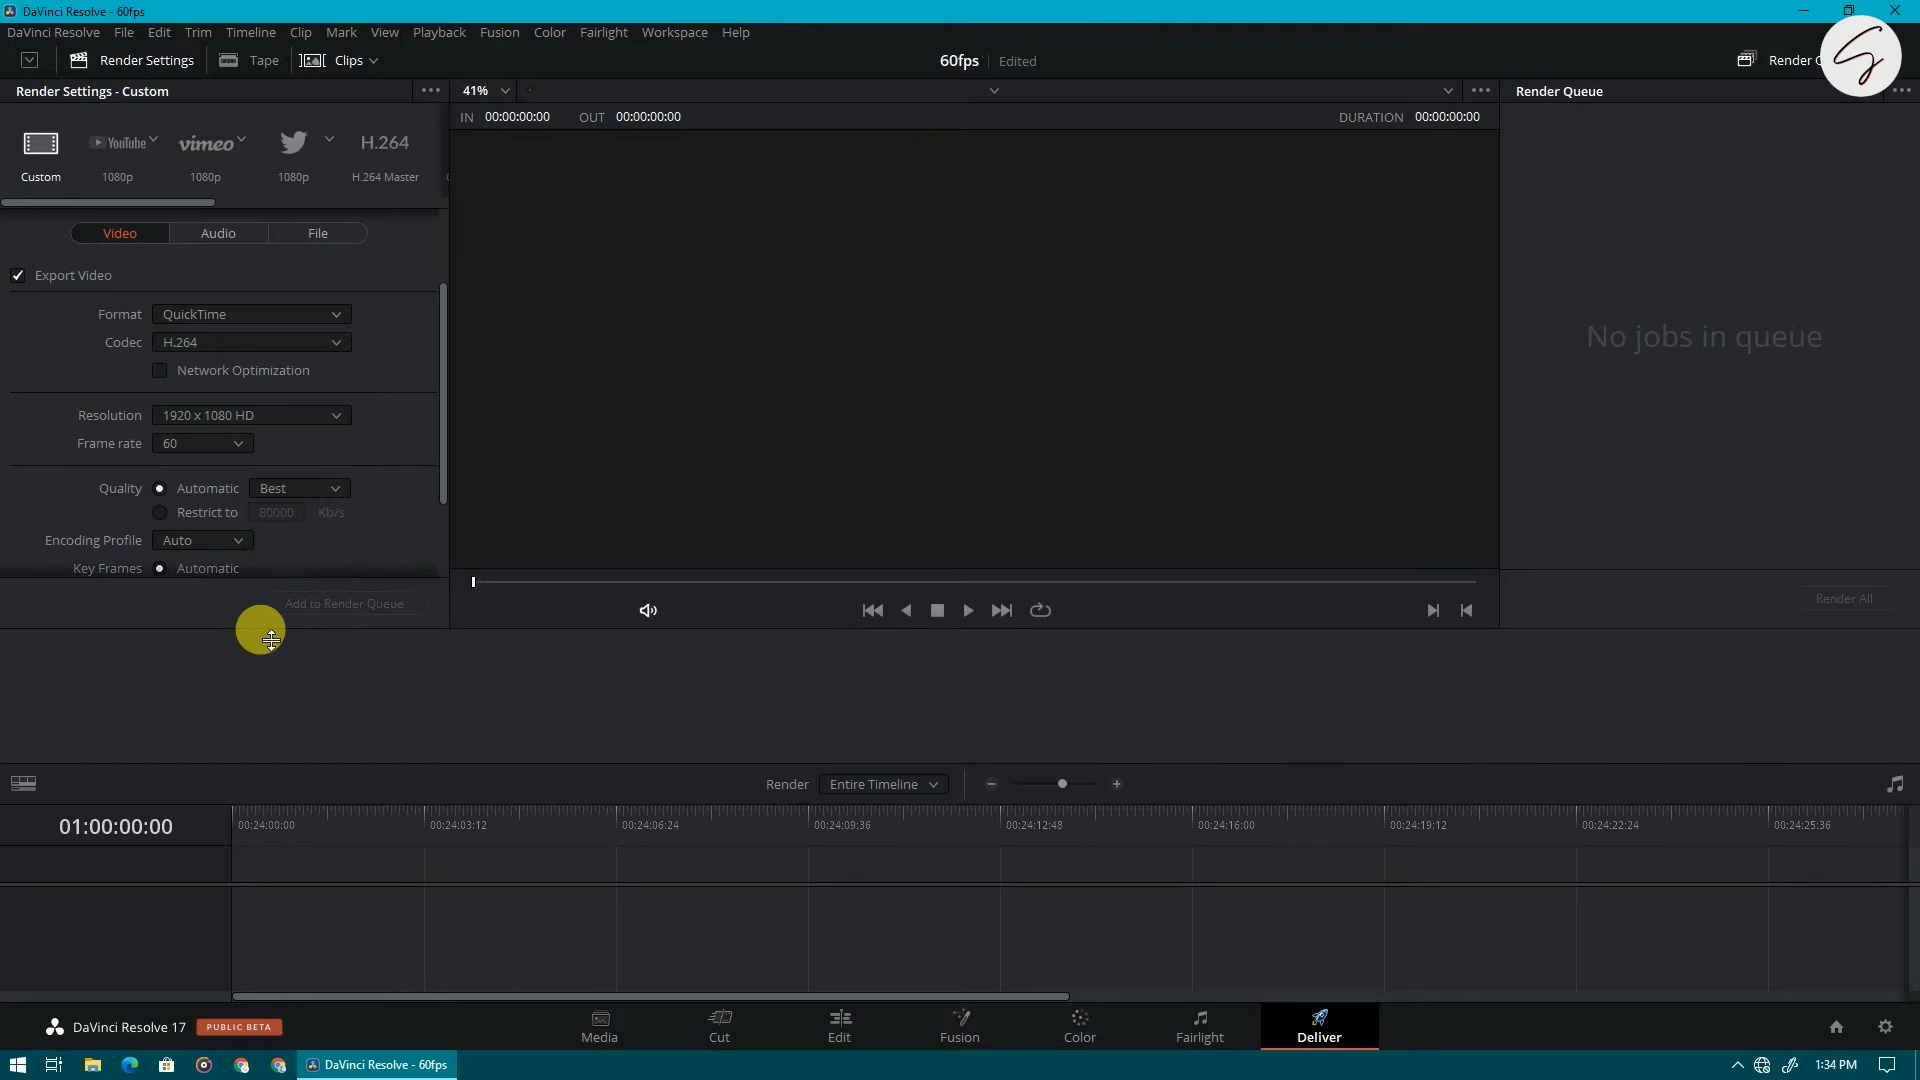 DaVinci Resolve - 60fps
DaVinci Resolve File Edit Trim Timeline Clip Mark View Playback Fusion Color Fairlight Workspace Help
Render Settings Tape Clips 60fps Edited Render
Render Settings - Custom 41% Render Queue
IN 00:00:00:00 OUT 00:00:00:00 DURATION 00:00:00:00
YouTube vimeo H.264
Custom 1080p 1080p 1080p H.264 Master
Video Audio File
Export Video
Format QuickTime
Codec H.264
Network Optimization
No jobs in queue
Resolution 1920 x 1080 HD
Frame rate 60
Quality Automatic Best
Restrict to 80000 Kb/s
Encoding Profile Auto
Key Frames Automatic
Add to Render Queue
Render All
Render Entire Timeline
01:00:00:00 00:24:00:00 00:24:03:12 00:24:06:24 00:24:09:36 00:24:12:48 00:24:16:00 00:24:19:12 00:24:22:24 00:24:25:36
DaVinci Resolve 17 PUBLIC BETA Media Cut Edit Fusion Color Fairlight Deliver
DaVinci Resolve - 60fps 1:34 PM